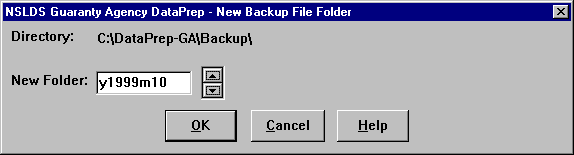 NSLDS Guaranty Agency DataPrep - New Backup File Folder
Directory: C:\DataPrep-GA\Backup\
New Folder: y1999m10
OK Cancel Help